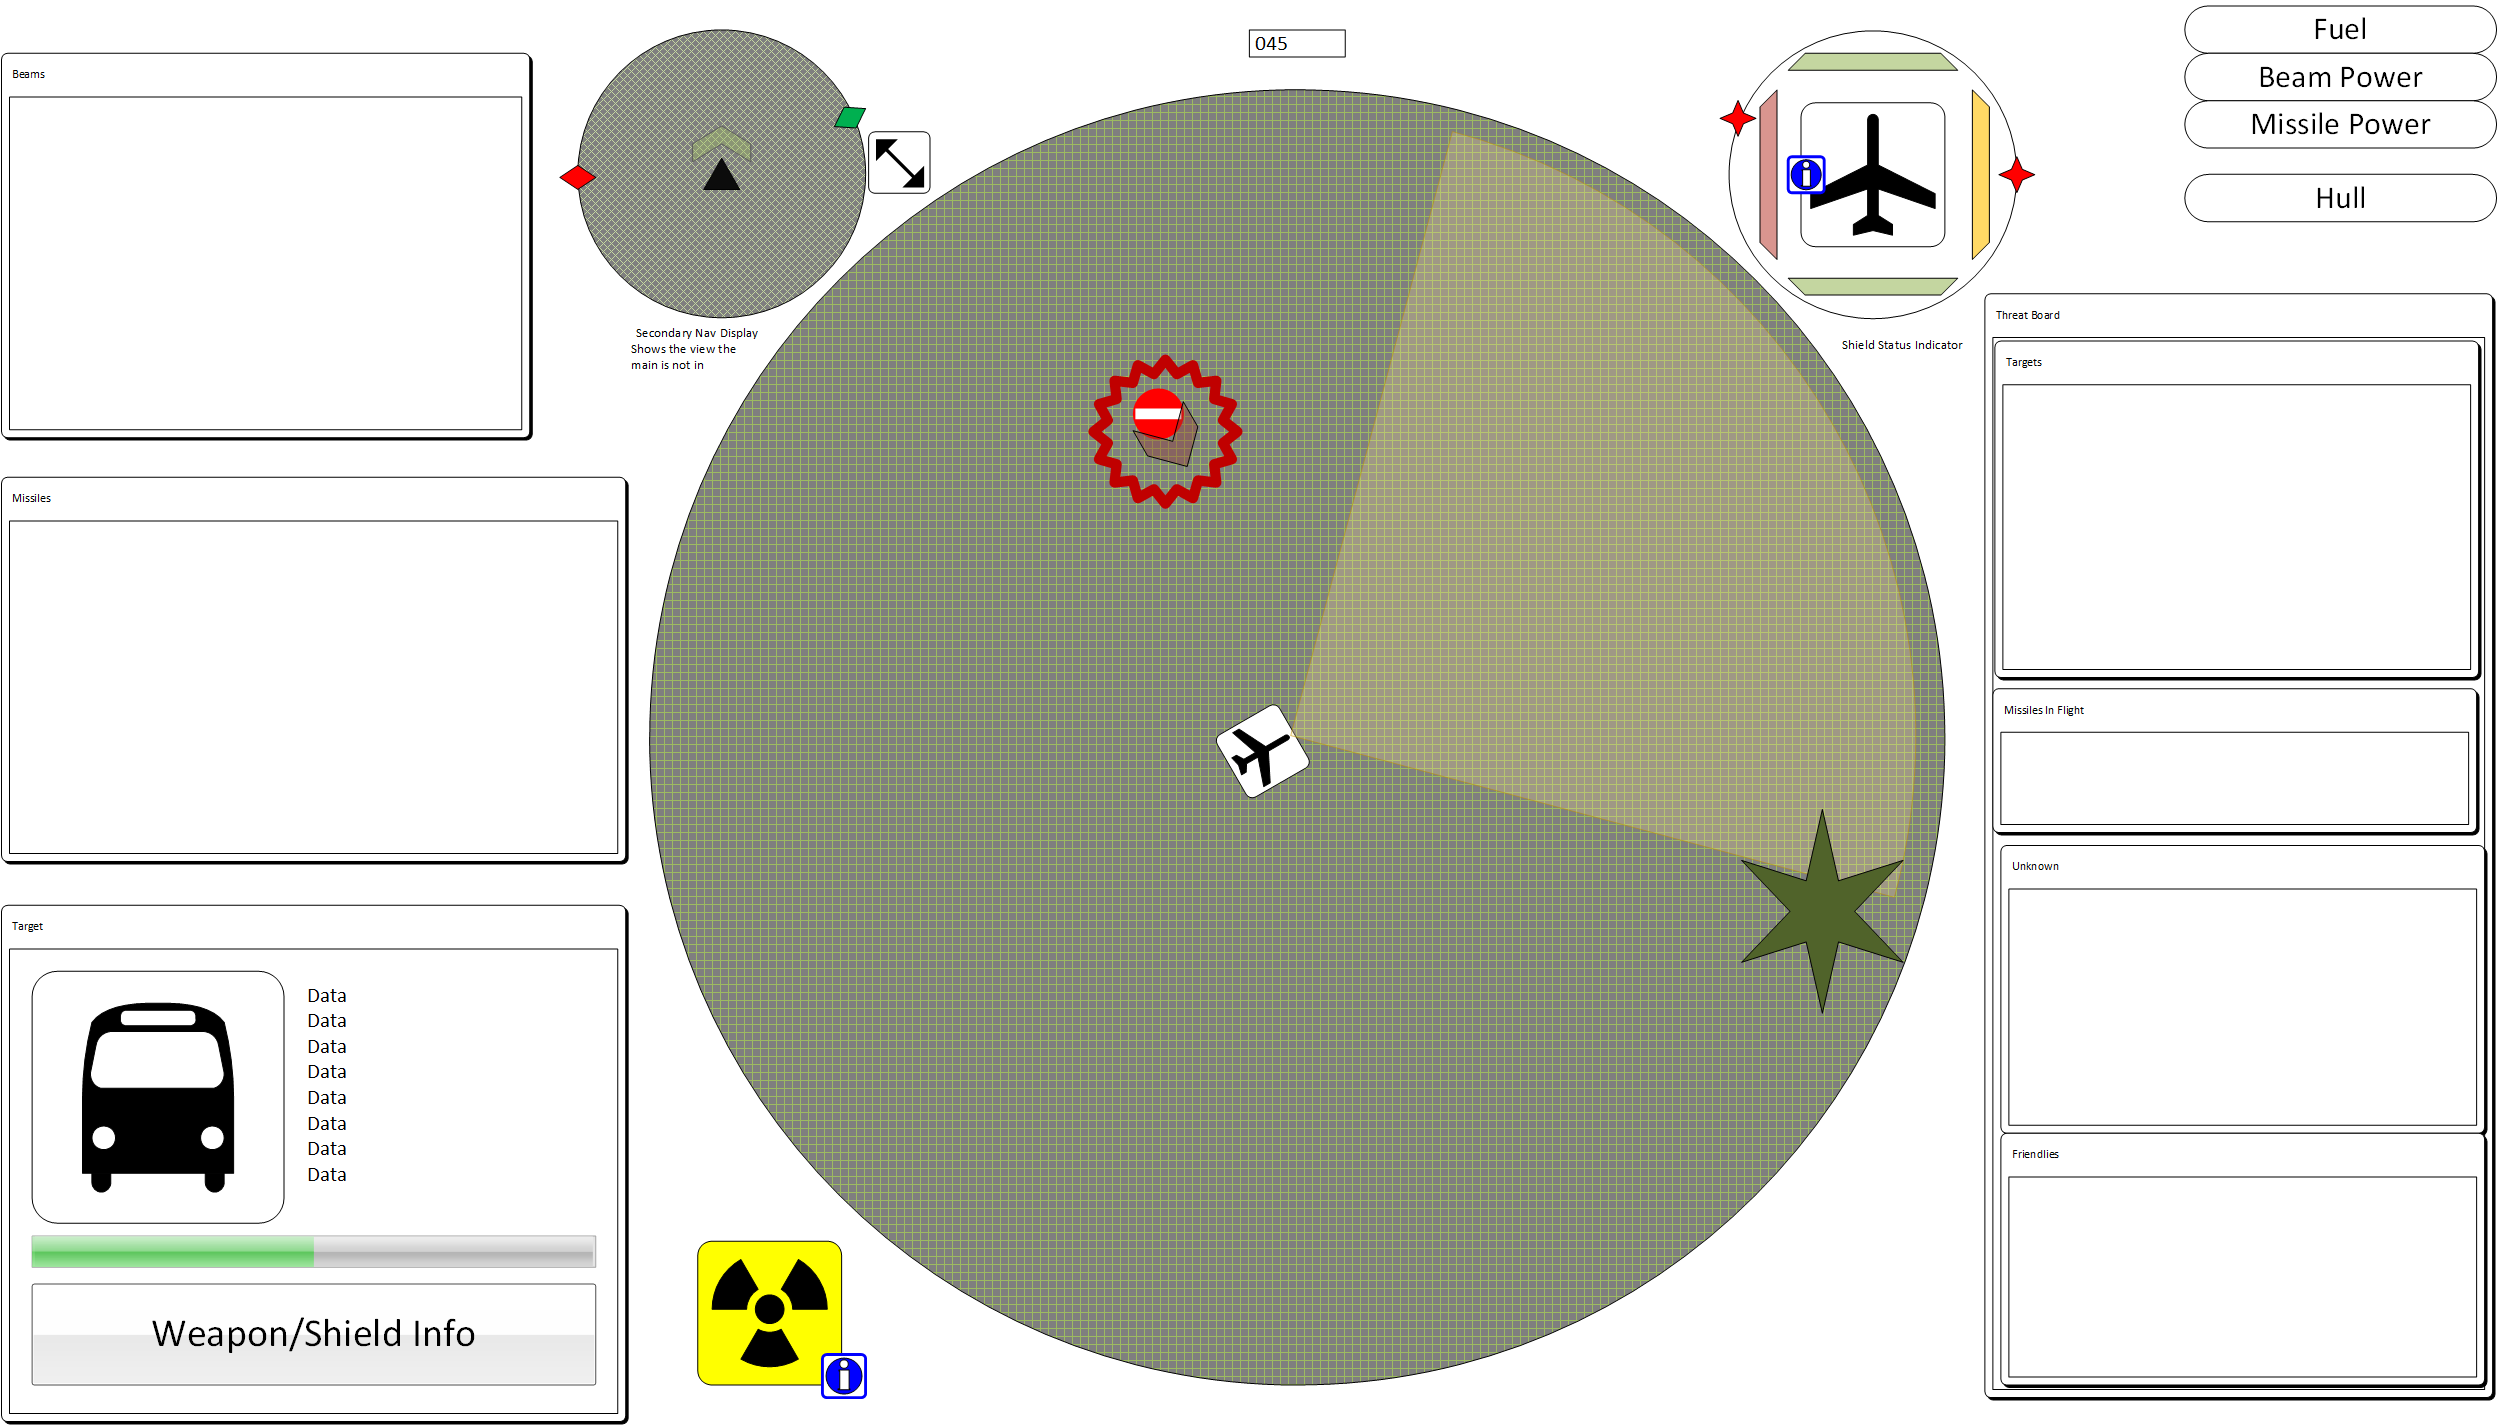 045
Fuel
Beam Power
Missile Power
Hull
Beams
Secondary Nav Display
Shows the view the
main is not in
Shield Status Indicator
Threat Board
Targets
Missiles
Missiles In Flight
Unknown
Target
Data
Data
Data
Data
Data
Data
Data
Data
Friendlies
Weapon/Shield Info